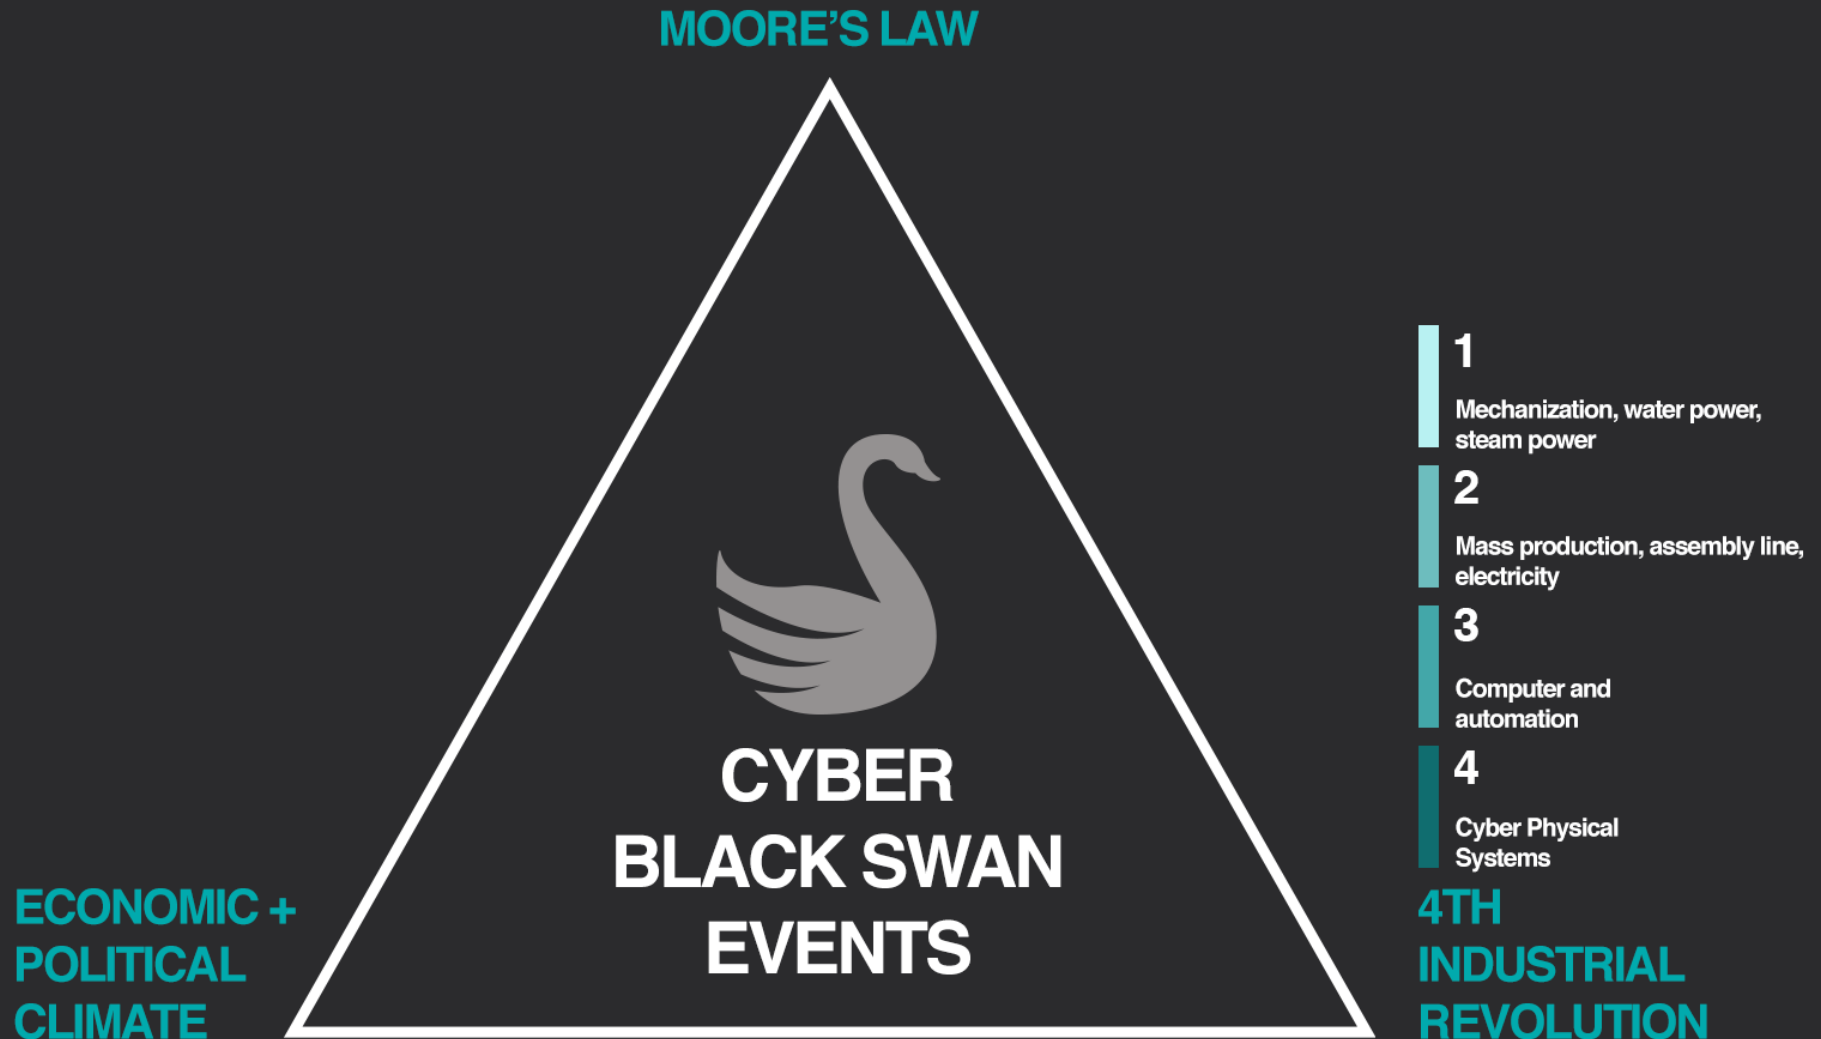 MOORE’S LAW
1
Mechanization, water power,
steam power
2
Mass production, assembly line,
electricity
3
Computer and
automation
4
Cyber Physical
Systems
CYBER
BLACK SWAN
EVENTS
ECONOMIC +
POLITICAL
CLIMATE
4TH
INDUSTRIAL
REVOLUTION